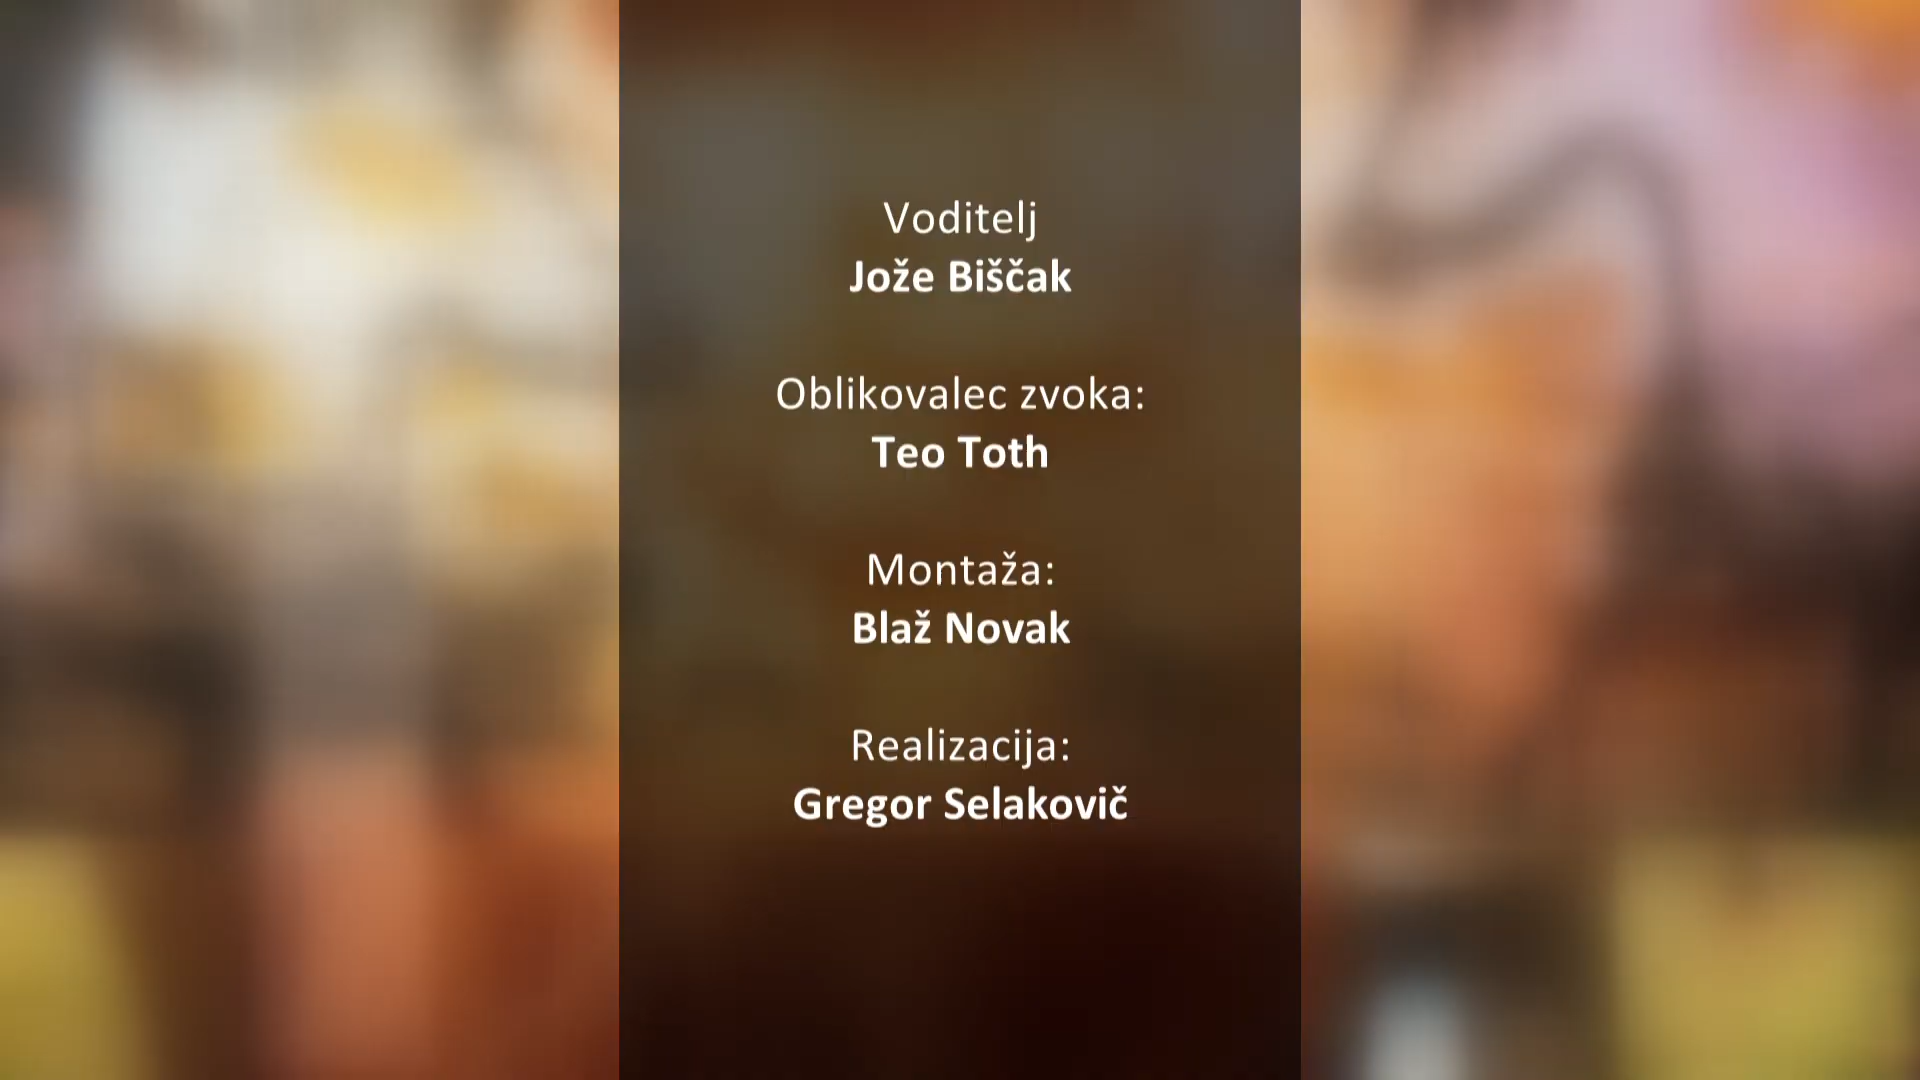 Voditelj
Jože Biščak
Oblikovalec zvoka:
Teo Toth
Montaža:
Blaž Novak
Realizacija:
Gregor Selakovič